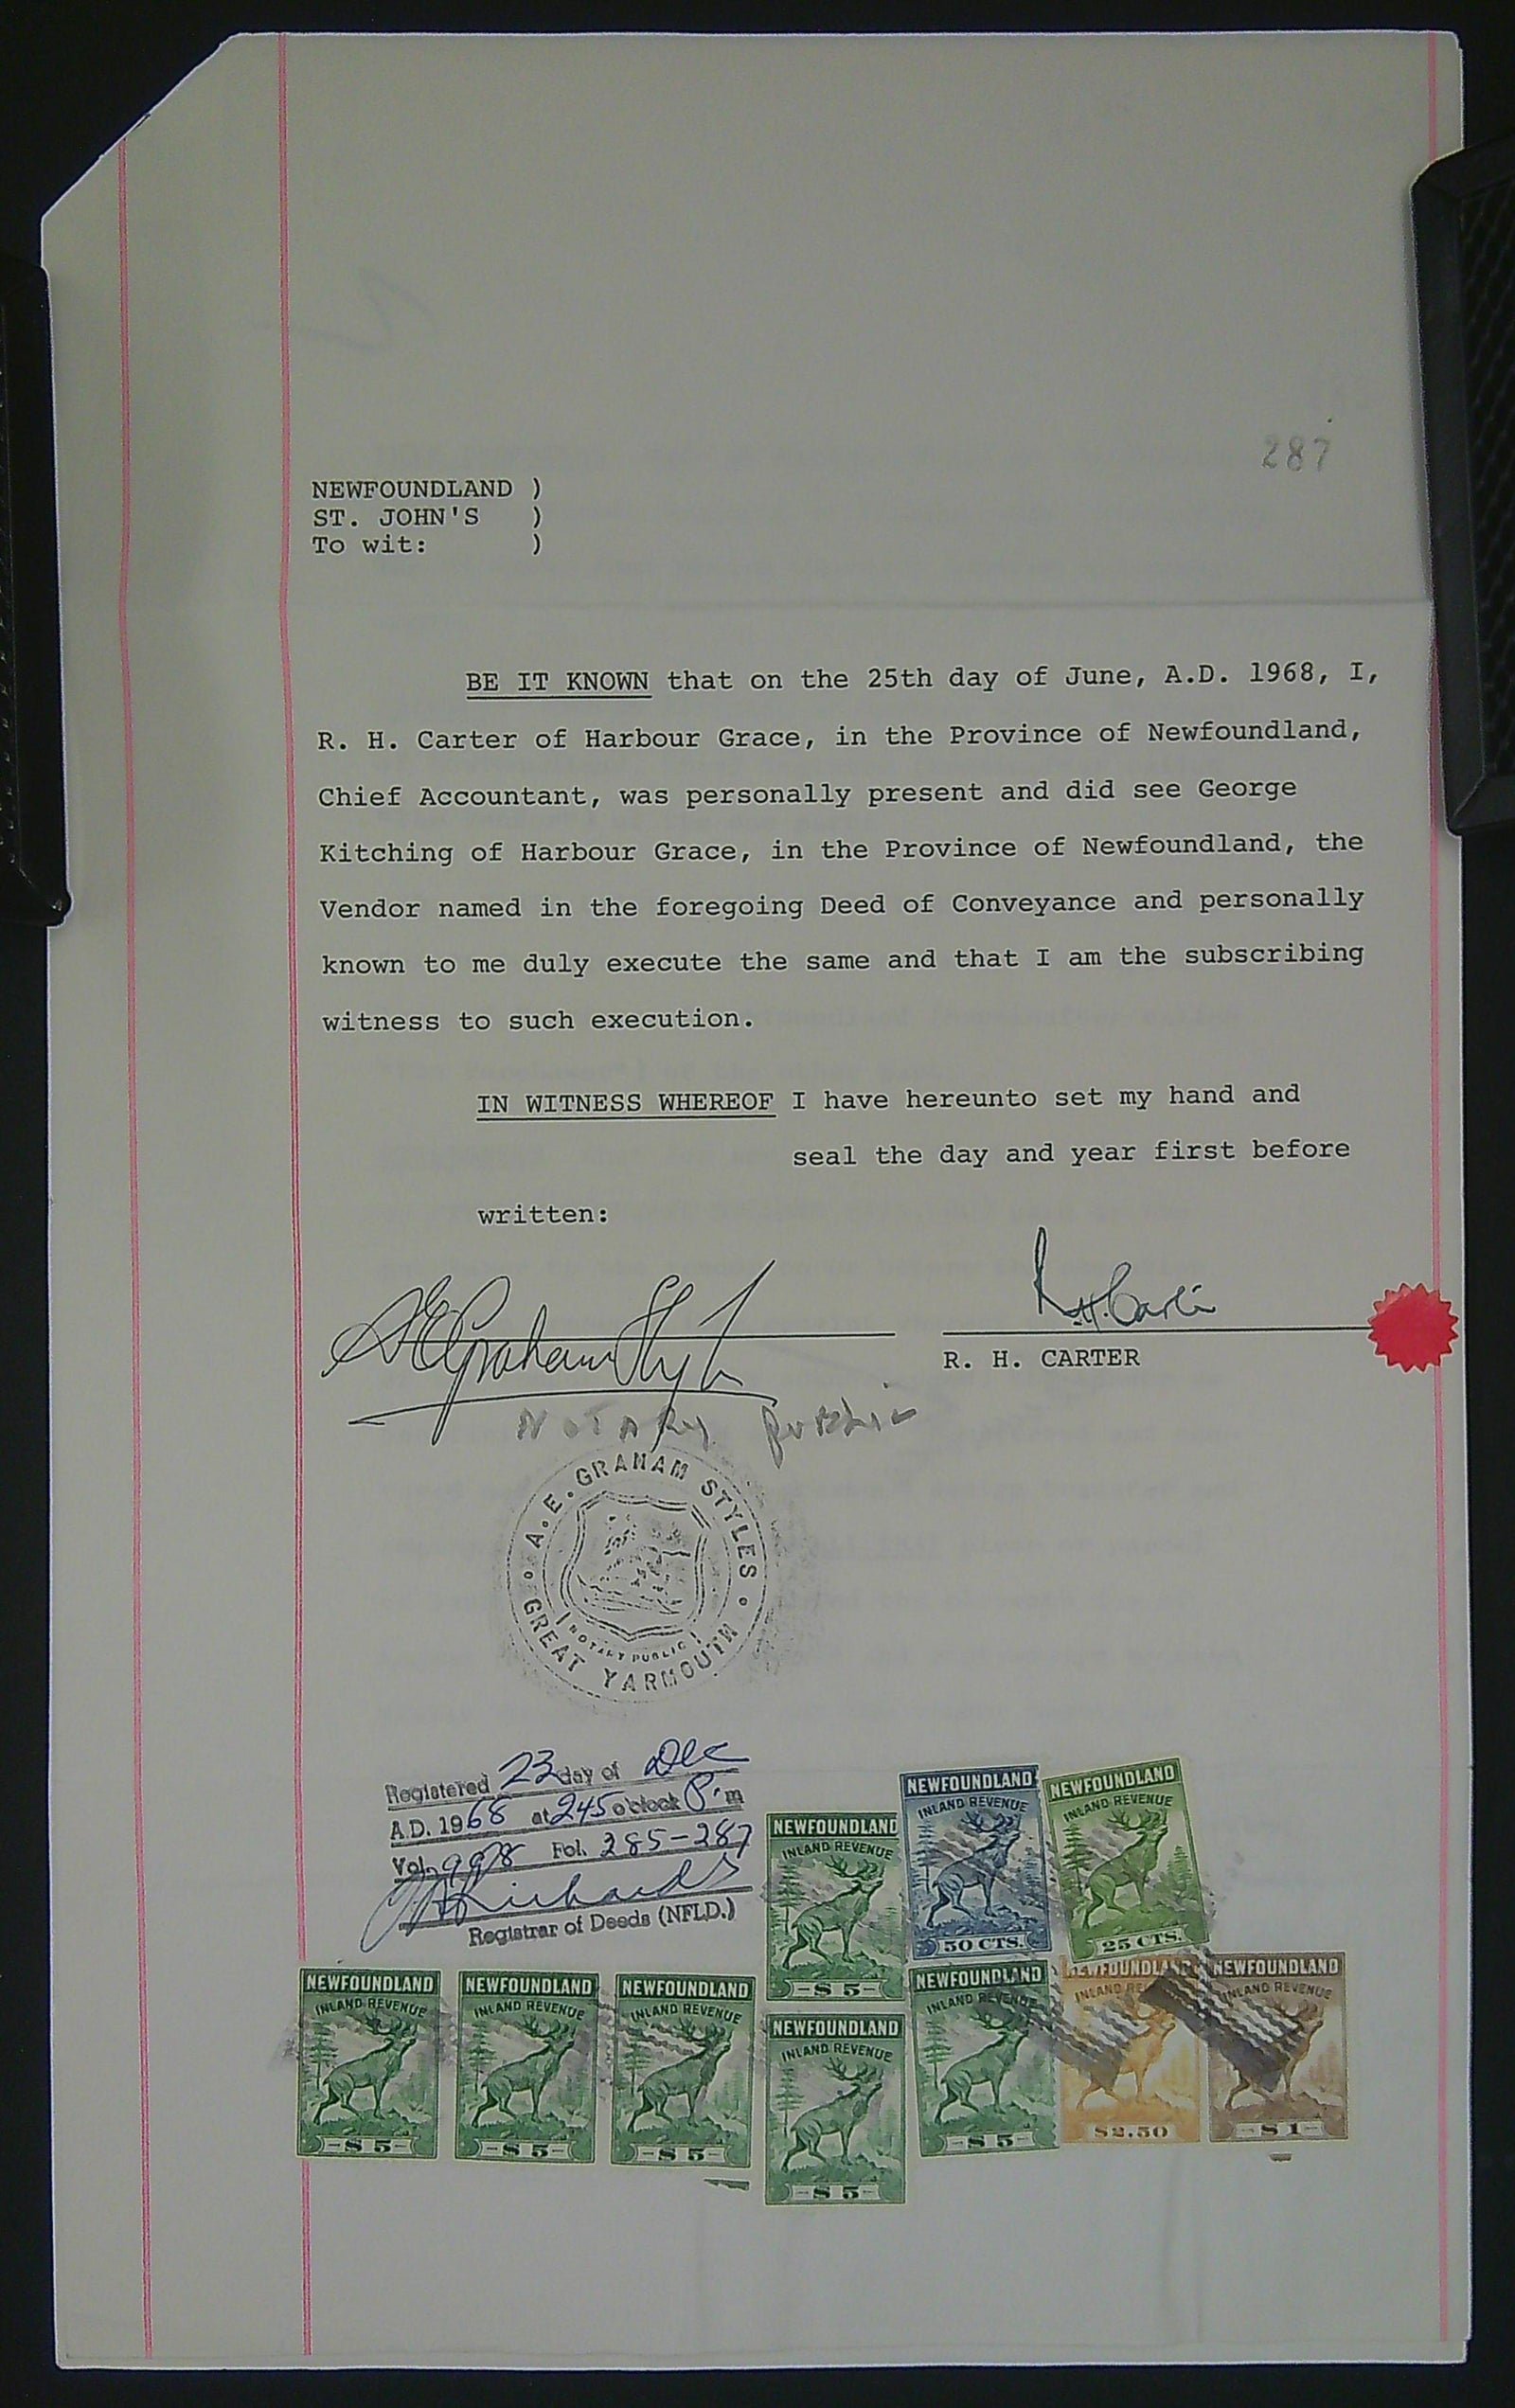 287
NEWFOUNDLAND )
ST. JOHN'S )
To wit: )
BE IT KNOWN that on the 25th day of June, A.D. 1968, I,
R. H. Carter of Harbour Grace, in the Province of Newfoundland,
Chief Accountant, was personally present and did see George
Kitching of Harbour Grace, in the Province of Newfoundland, the
Vendor named in the foregoing Deed of Conveyance and personally
known to me duly execute the same and that I am the subscribing
witness to such execution.
IN WITNESS WHEREOF I have hereunto set my hand and
seal the day and year first before
written:
A E Graham Styles
R.H. Carter
R. H. CARTER
NOTARY PUBLIC
A. E. GRAHAM STYLES
NOTARY PUBLIC
GREAT YARMOUTH
Registered 23 day of Dec
A.D. 1968 at 245 o'clock P.m
Vol. 998 Fol. 285-287
Richards
Registrar of Deeds (NFLD.)
NEWFOUNDLAND
INLAND REVENUE
50 CTS.
NEWFOUNDLAND
INLAND REVENUE
25 CTS.
NEWFOUNDLAND
INLAND REVENUE
$5
NEWFOUNDLAND
INLAND REVENUE
$5
NEWFOUNDLAND
INLAND REVENUE
$5
NEWFOUNDLAND
INLAND REVENUE
$5
NEWFOUNDLAND
INLAND REVENUE
$5
NEWFOUNDLAND
INLAND REVENUE
$5
NEWFOUNDLAND
INLAND RE
$2.50
NEWFOUNDLAND
INLAND REVENUE
$1